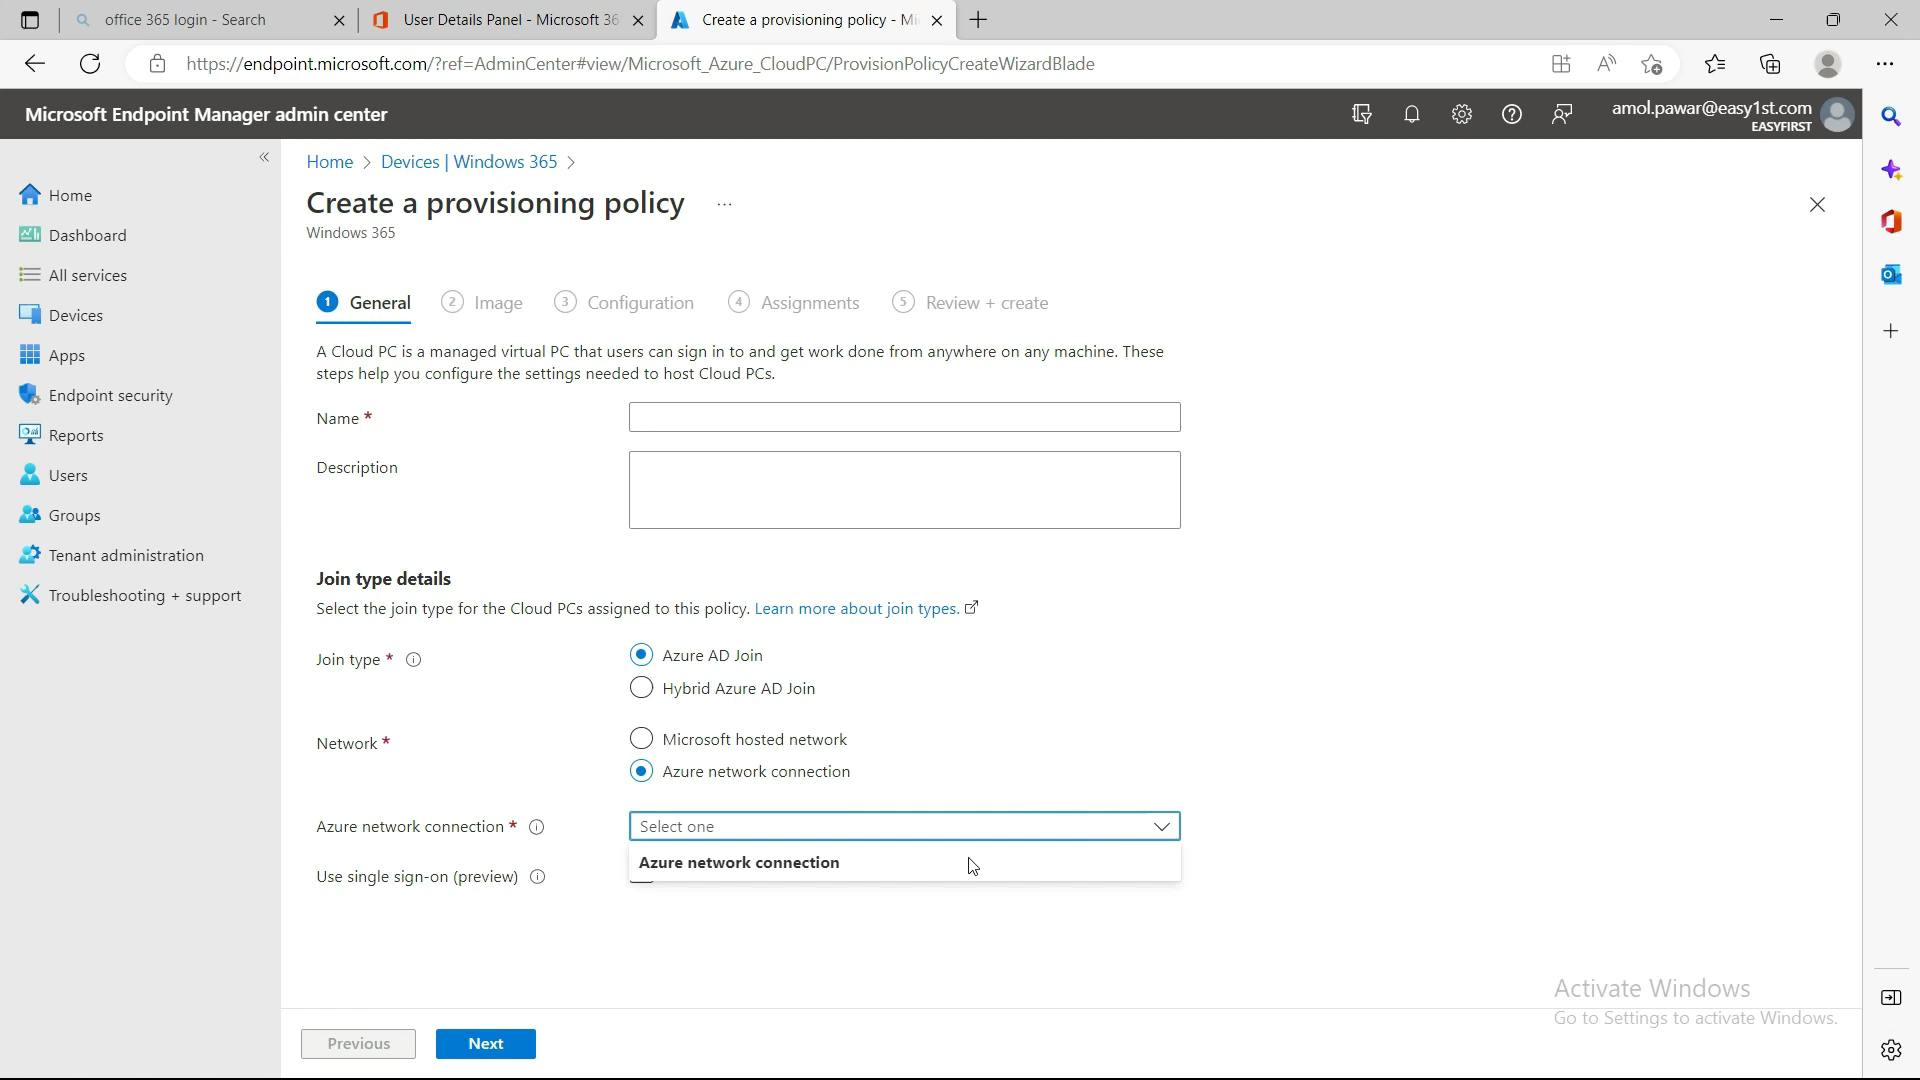 office 365 login - Search
User Details Panel - Microsoft 36
Create a provisioning policy - Mi
https://endpoint.microsoft.com/?ref=AdminCenter#view/Microsoft_Azure_CloudPC/ProvisionPolicyCreateWizardBlade
Microsoft Endpoint Manager admin center
amol.pawar@easy1st.com
EASYFIRST
Home
Dashboard
All services
Devices
Apps
Endpoint security
Reports
Users
Groups
Tenant administration
Troubleshooting + support
Home > Devices | Windows 365 >
Create a provisioning policy ...
Windows 365
1 General 2 Image 3 Configuration 4 Assignments 5 Review + create
A Cloud PC is a managed virtual PC that users can sign in to and get work done from anywhere on any machine. These
steps help you configure the settings needed to host Cloud PCs.
Name *
Description
Join type details
Select the join type for the Cloud PCs assigned to this policy. Learn more about join types.
Join type *
Azure AD Join
Hybrid Azure AD Join
Network *
Microsoft hosted network
Azure network connection
Azure network connection *
Select one
Azure network connection
Use single sign-on (preview)
Previous
Next
Activate Windows
Go to Settings to activate Windows.